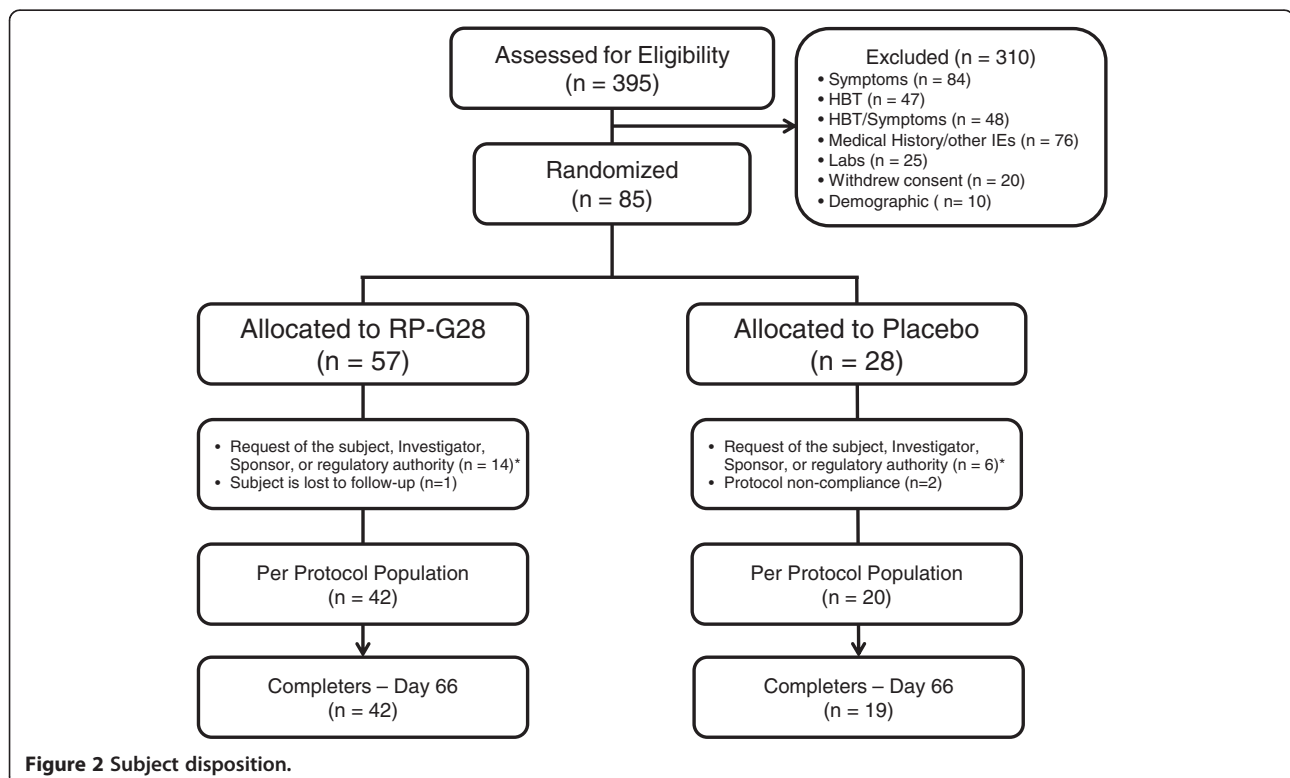 Assessed for Eligibility
(n = 395)
Excluded (n = 310)
• Symptoms (n = 84)
• HBT (n = 47)
• HBT/Symptoms (n = 48)
• Medical History/other IEs (n = 76)
• Labs (n = 25)
• Withdrew consent (n = 20)
• Demographic ( n= 10)
Randomized
(n = 85)
Allocated to RP-G28
(n = 57)
Allocated to Placebo
(n = 28)
• Request of the subject, Investigator,
Sponsor, or regulatory authority (n = 14)*
• Subject is lost to follow-up (n=1)
• Request of the subject, Investigator,
Sponsor, or regulatory authority (n = 6)*
• Protocol non-compliance (n=2)
Per Protocol Population
(n = 42)
Per Protocol Population
(n = 20)
Completers – Day 66
(n = 42)
Completers – Day 66
(n = 19)
Figure 2 Subject disposition.